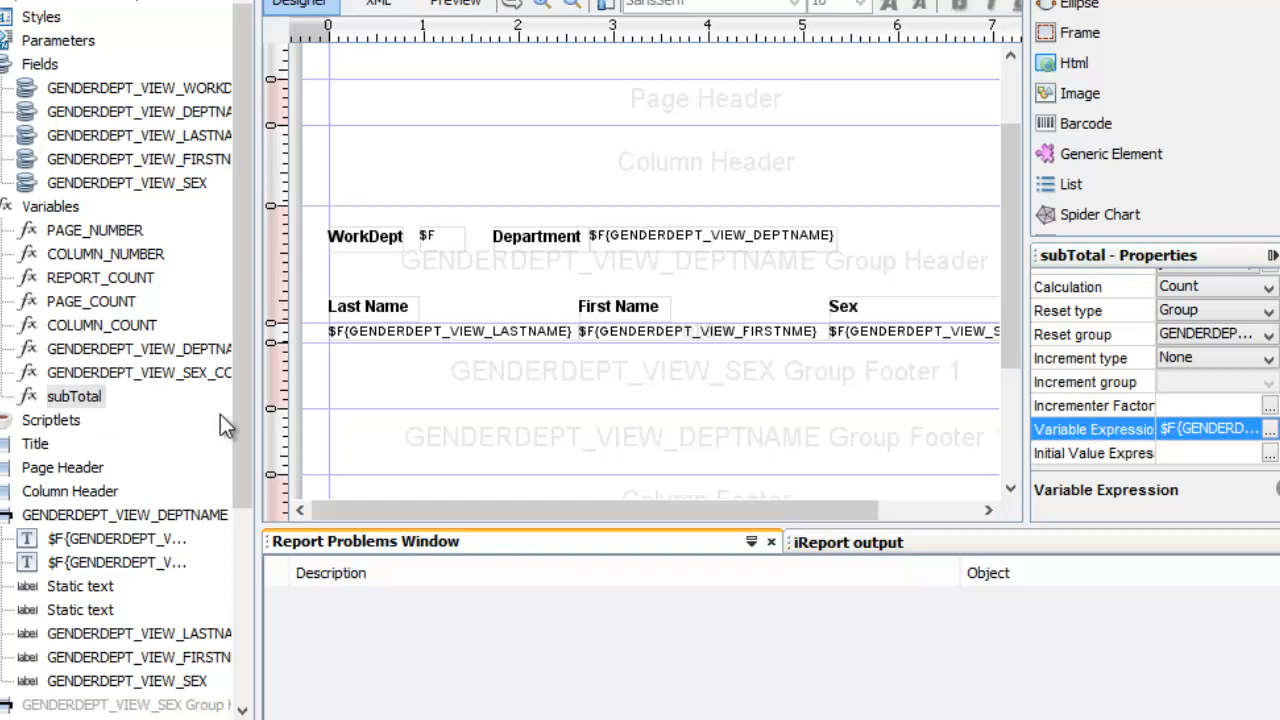 Designer XML Preview SansSerif 10
Styles
Parameters
Fields
GENDERDEPT_VIEW_WORKD
GENDERDEPT_VIEW_DEPTNA
GENDERDEPT_VIEW_LASTNA
GENDERDEPT_VIEW_FIRSTN
GENDERDEPT_VIEW_SEX
Variables
PAGE_NUMBER
COLUMN_NUMBER
REPORT_COUNT
PAGE_COUNT
COLUMN_COUNT
GENDERDEPT_VIEW_DEPTNA
GENDERDEPT_VIEW_SEX_CO
subTotal
Scriptlets
Title
Page Header
Column Header
GENDERDEPT_VIEW_DEPTNAME
$F{GENDERDEPT_V...
$F{GENDERDEPT_V...
Static text
Static text
GENDERDEPT_VIEW_LASTNA
GENDERDEPT_VIEW_FIRSTN
GENDERDEPT_VIEW_SEX
GENDERDEPT_VIEW_SEX Group H
0 1 2 3 4 5 6 7
Page Header
Column Header
WorkDept $F Department $F{GENDERDEPT_VIEW_DEPTNAME}
GENDERDEPT_VIEW_DEPTNAME Group Header
Last Name First Name Sex
$F{GENDERDEPT_VIEW_LASTNAME} $F{GENDERDEPT_VIEW_FIRSTNME} $F{GENDERDEPT_VIEW_S
GENDERDEPT_VIEW_SEX Group Footer 1
GENDERDEPT_VIEW_DEPTNAME Group Footer 1
Column Footer
Ellipse
Frame
Html
Image
Barcode
Generic Element
List
Spider Chart
subTotal - Properties
Calculation Count
Reset type Group
Reset group GENDERDEP...
Increment type None
Increment group
Incrementer Factor ...
Variable Expressio $F{GENDERD... ...
Initial Value Expres ...
Variable Expression
Report Problems Window iReport output
Description Object